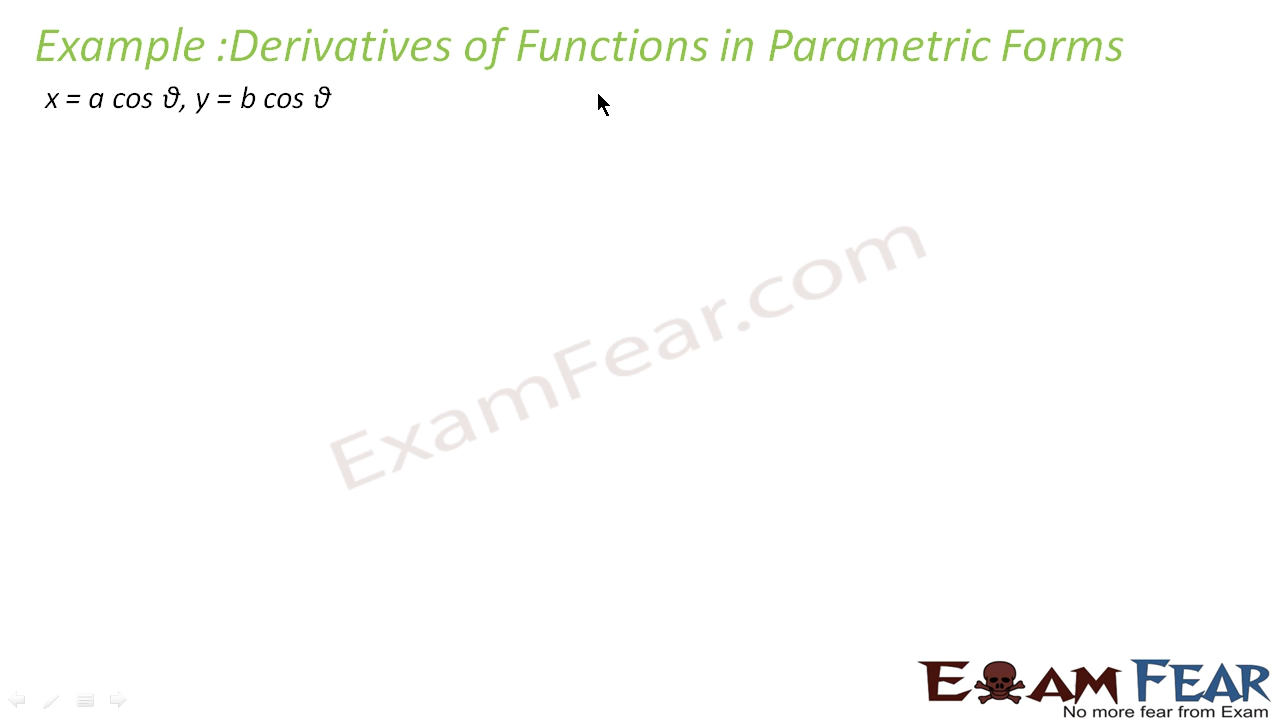 Example :Derivatives of Functions in Parametric Forms
x = a cos ϑ, y = b cos ϑ
ExamFear.com
EXAM FEAR
No more fear from Exam